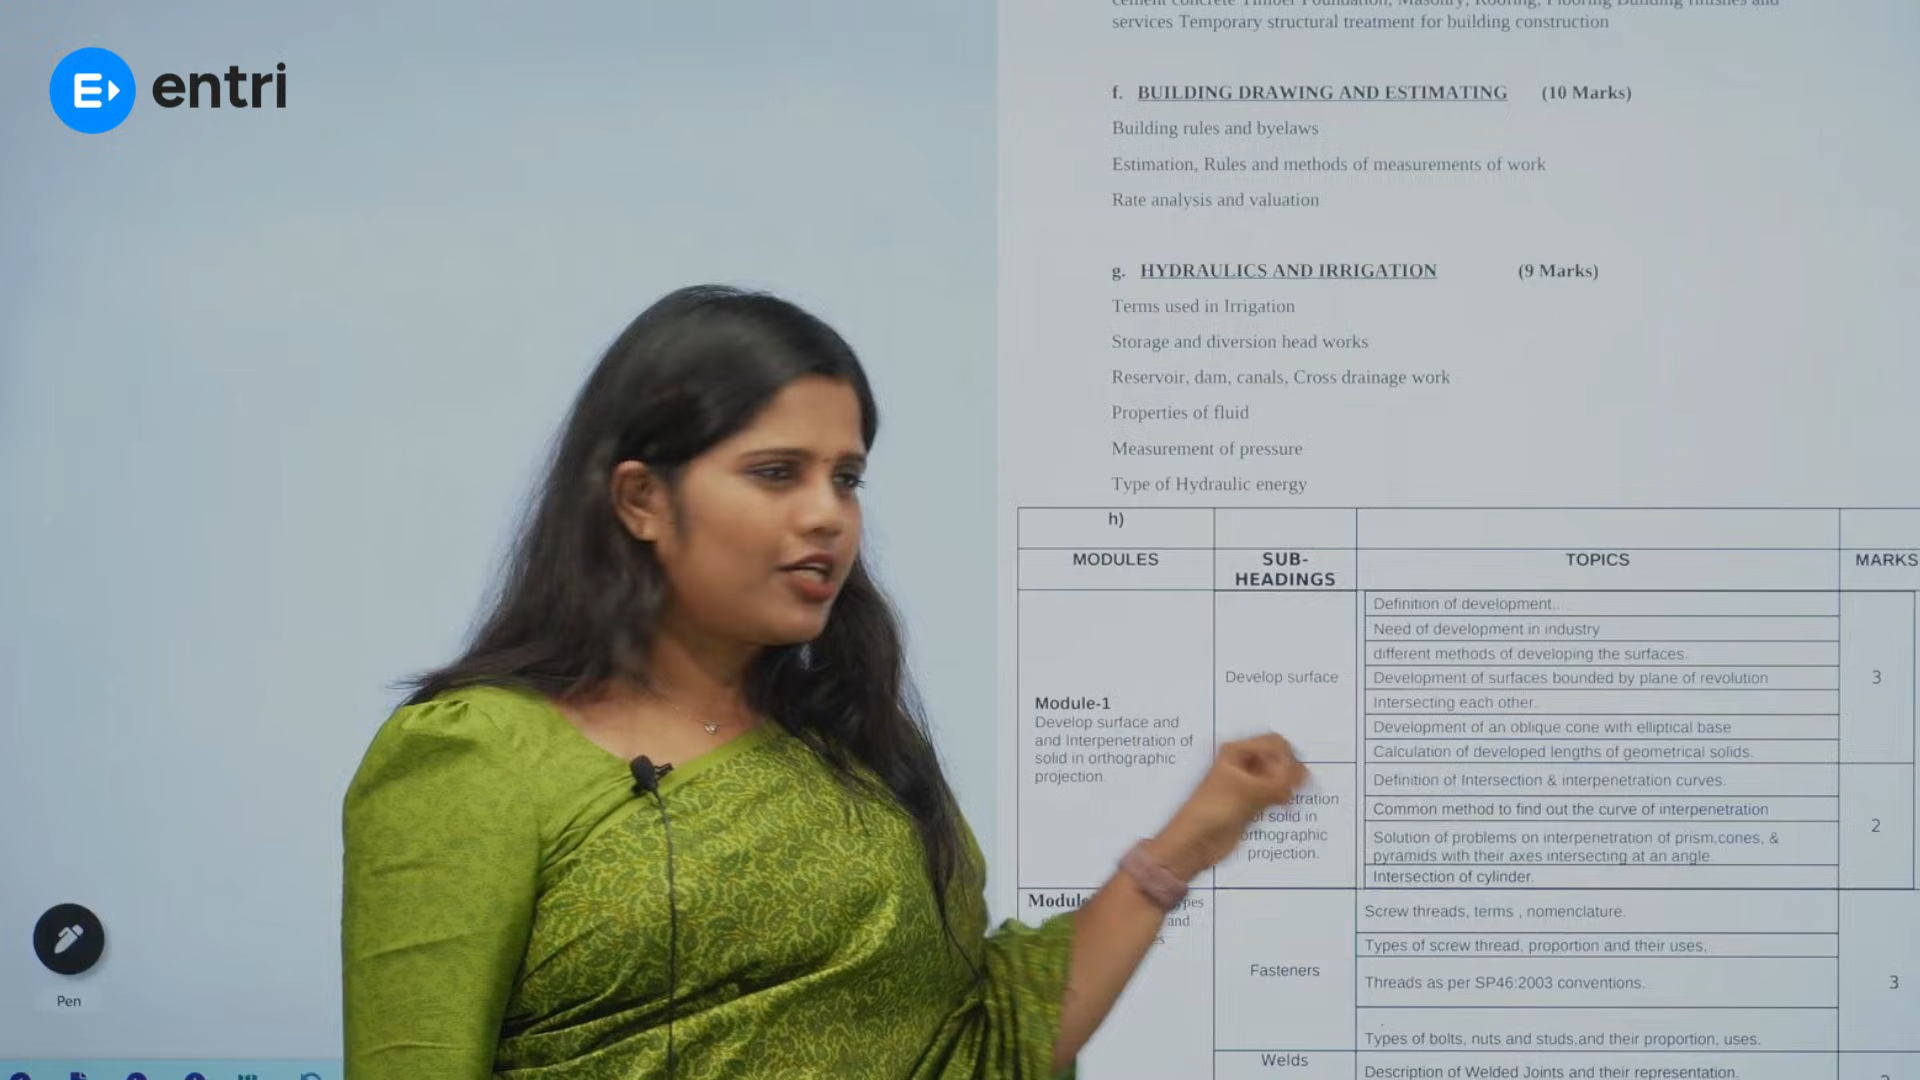 entri
services Temporary structural treatment for building construction
f. BUILDING DRAWING AND ESTIMATING (10 Marks)
Building rules and byelaws
Estimation, Rules and methods of measurements of work
Rate analysis and valuation
g. HYDRAULICS AND IRRIGATION (9 Marks)
Terms used in Irrigation
Storage and diversion head works
Reservoir, dam, canals, Cross drainage work
Properties of fluid
Measurement of pressure
Type of Hydraulic energy
h)
MODULES SUB-HEADINGS TOPICS MARKS
Module-1
Develop surface and
and Interpenetration of
solid in orthographic
projection.
Develop surface
Definition of development..
Need of development in industry
different methods of developing the surfaces.
Development of surfaces bounded by plane of revolution
Intersecting each other.
Development of an oblique cone with elliptical base
Calculation of developed lengths of geometrical solids.
3
of solid in
orthographic
projection.
Definition of Intersection & interpenetration curves.
Common method to find out the curve of interpenetration
Solution of problems on interpenetration of prism,cones, &
pyramids with their axes intersecting at an angle.
Intersection of cylinder.
2
and
Fasteners
Screw threads, terms , nomenclature.
Types of screw thread, proportion and their uses,
Threads as per SP46:2003 conventions.
Types of bolts, nuts and studs,and their proportion, uses.
3
Welds
Description of Welded Joints and their representation.
Pen